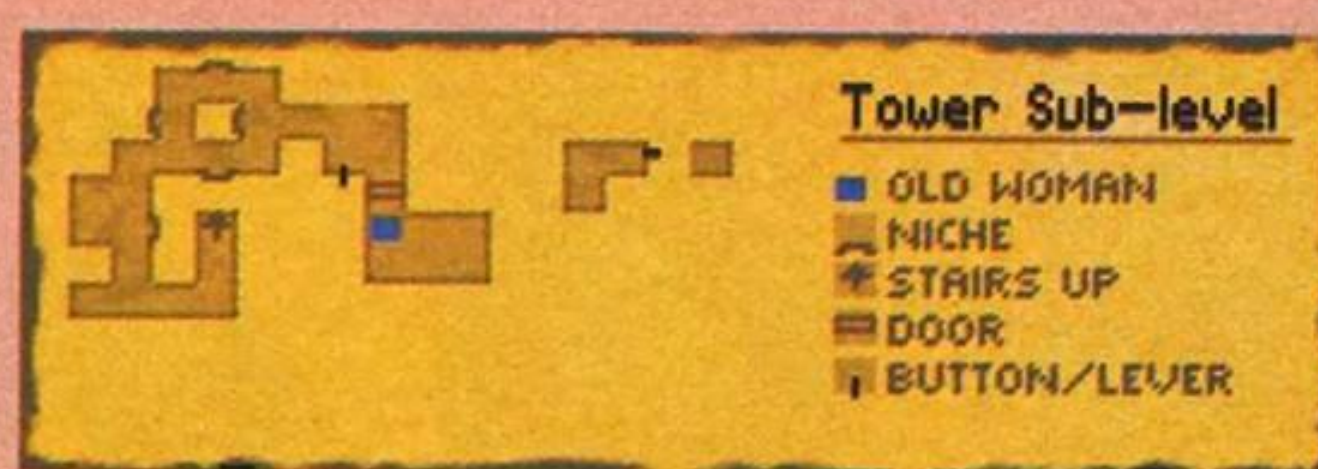 Tower Sub-level
OLD WOMAN
NICHE
STAIRS UP
DOOR
BUTTON/LEVER